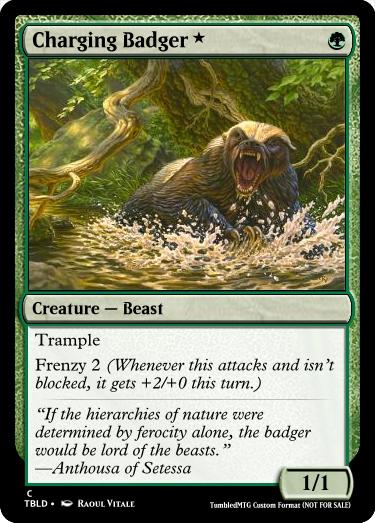 Charging Badger ★
Creature — Beast
Trample
Frenzy 2 (Whenever this attacks and isn't
blocked, it gets +2/+0 this turn.)
“If the hierarchies of nature were
determined by ferocity alone, the badger
would be lord of the beasts.”
—Anthousa of Setessa
1/1
C
TBLD • Raoul Vitale
TumbledMTG Custom Format (NOT FOR SALE)